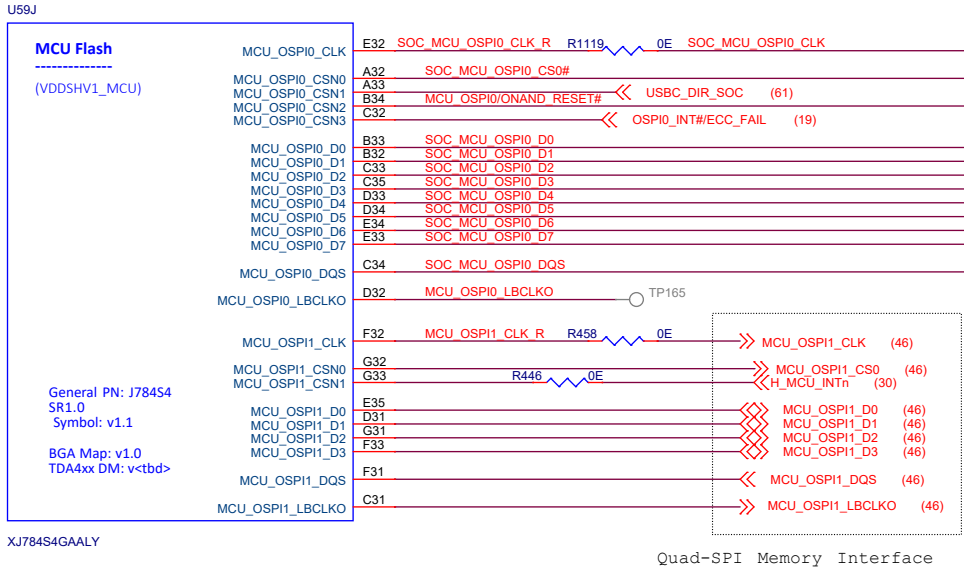 U59J
MCU Flash
--------------
(VDDSHV1_MCU)
MCU_OSPI0_CLK E32 SOC_MCU_OSPI0_CLK_R R1119 0E SOC_MCU_OSPI0_CLK
MCU_OSPI0_CSN0 A32 SOC_MCU_OSPI0_CS0#
MCU_OSPI0_CSN1 A33 USBC_DIR_SOC (61)
MCU_OSPI0_CSN2 B34 MCU_OSPI0/ONAND_RESET#
MCU_OSPI0_CSN3 C32 OSPI0_INT#/ECC_FAIL (19)
MCU_OSPI0_D0 B33 SOC_MCU_OSPI0_D0
MCU_OSPI0_D1 B32 SOC_MCU_OSPI0_D1
MCU_OSPI0_D2 C33 SOC_MCU_OSPI0_D2
MCU_OSPI0_D3 C35 SOC_MCU_OSPI0_D3
MCU_OSPI0_D4 D33 SOC_MCU_OSPI0_D4
MCU_OSPI0_D5 D34 SOC_MCU_OSPI0_D5
MCU_OSPI0_D6 E34 SOC_MCU_OSPI0_D6
MCU_OSPI0_D7 E33 SOC_MCU_OSPI0_D7
MCU_OSPI0_DQS C34 SOC_MCU_OSPI0_DQS
MCU_OSPI0_LBCLKO D32 MCU_OSPI0_LBCLKO TP165
MCU_OSPI1_CLK F32 MCU_OSPI1_CLK_R R458 0E MCU_OSPI1_CLK (46)
MCU_OSPI1_CSN0 G32 MCU_OSPI1_CS0 (46)
MCU_OSPI1_CSN1 G33 R446 0E H_MCU_INTn (30)
MCU_OSPI1_D0 E35 MCU_OSPI1_D0 (46)
MCU_OSPI1_D1 D31 MCU_OSPI1_D1 (46)
MCU_OSPI1_D2 G31 MCU_OSPI1_D2 (46)
MCU_OSPI1_D3 F33 MCU_OSPI1_D3 (46)
MCU_OSPI1_DQS F31 MCU_OSPI1_DQS (46)
MCU_OSPI1_LBCLKO C31 MCU_OSPI1_LBCLKO (46)
General PN: J784S4
SR1.0
Symbol: v1.1
BGA Map: v1.0
TDA4xx DM: v<tbd>
XJ784S4GAALY
Quad-SPI Memory Interface